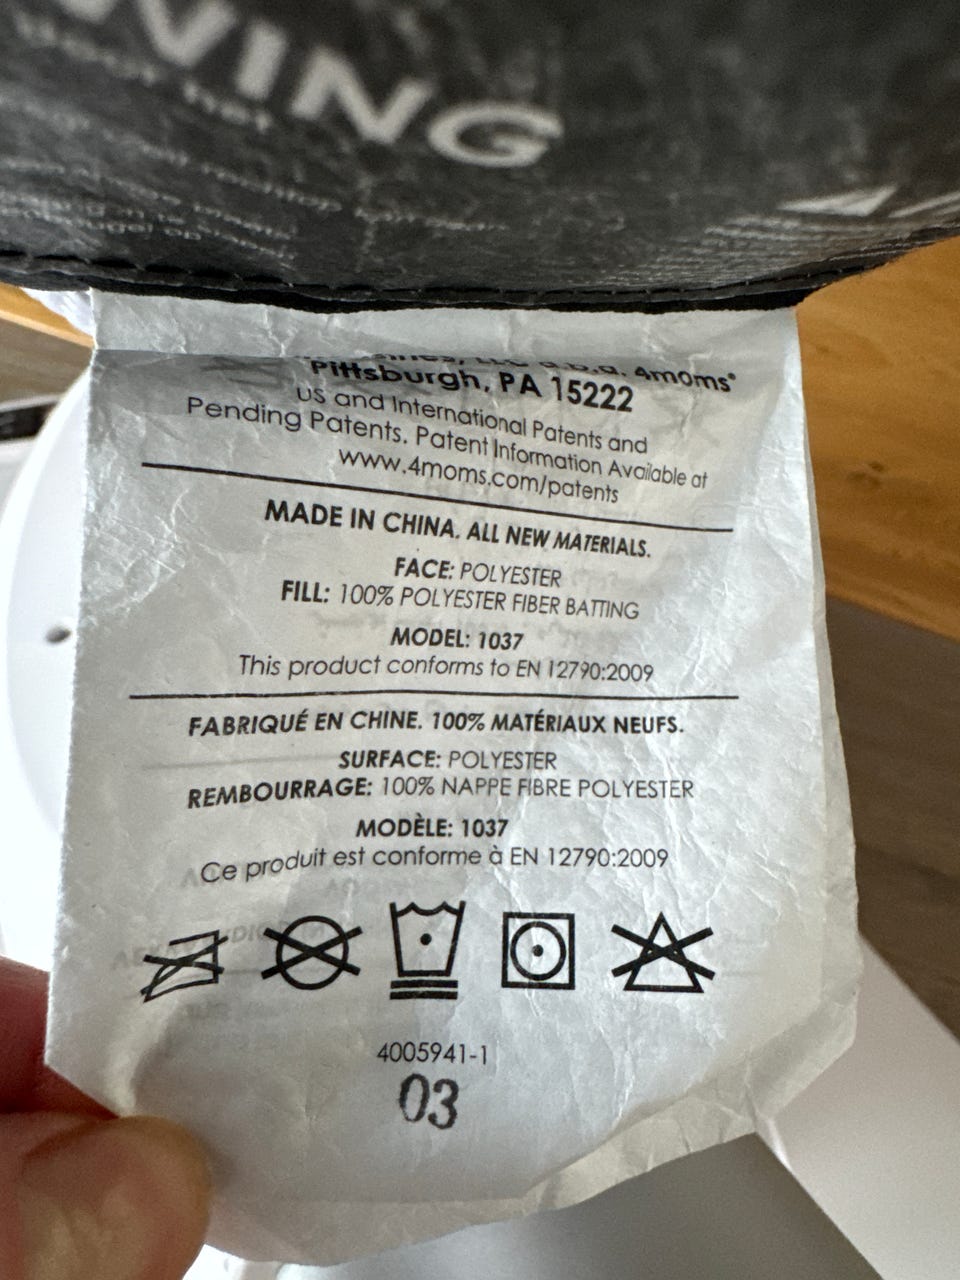 WING
4moms®
Pittsburgh, PA 15222
US and International Patents and
Pending Patents. Patent Information Available at
www.4moms.com/patents
MADE IN CHINA. ALL NEW MATERIALS.
FACE: POLYESTER
FILL: 100% POLYESTER FIBER BATTING
MODEL: 1037
This product conforms to EN 12790:2009
FABRIQUÉ EN CHINE. 100% MATÉRIAUX NEUFS.
SURFACE: POLYESTER
REMBOURRAGE: 100% NAPPE FIBRE POLYESTER
MODÈLE: 1037
Ce produit est conforme à EN 12790:2009
4005941-1
03